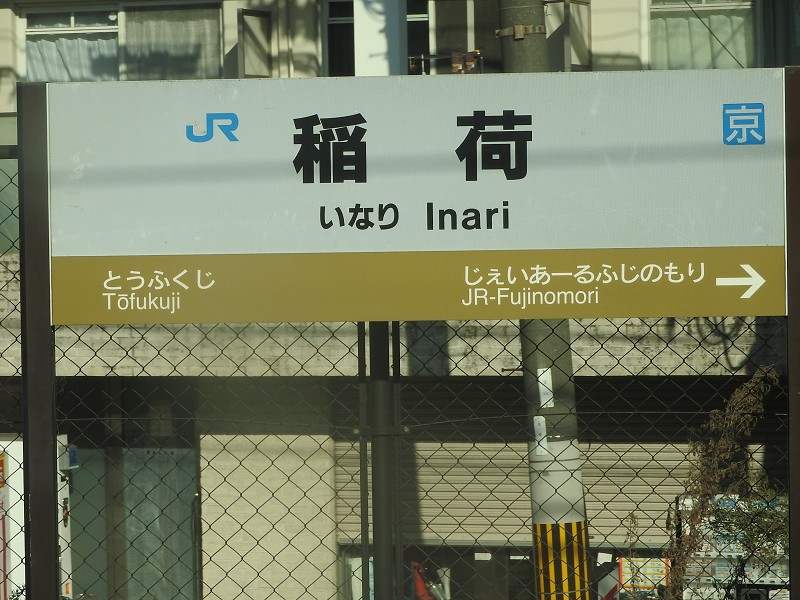 JR 稲荷 京
いなり Inari
とうふくじ じぇいあーるふじのもり →
Tōfukuji JR-Fujinomori